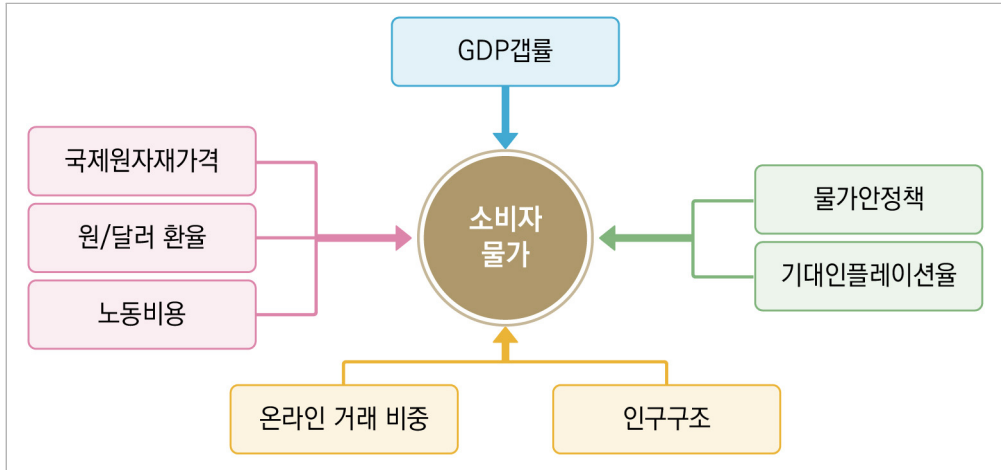 GDP갭률
국제원자재가격
원/달러 환율
노동비용
소비자
물가
물가안정책
기대인플레이션율
온라인 거래 비중
인구구조